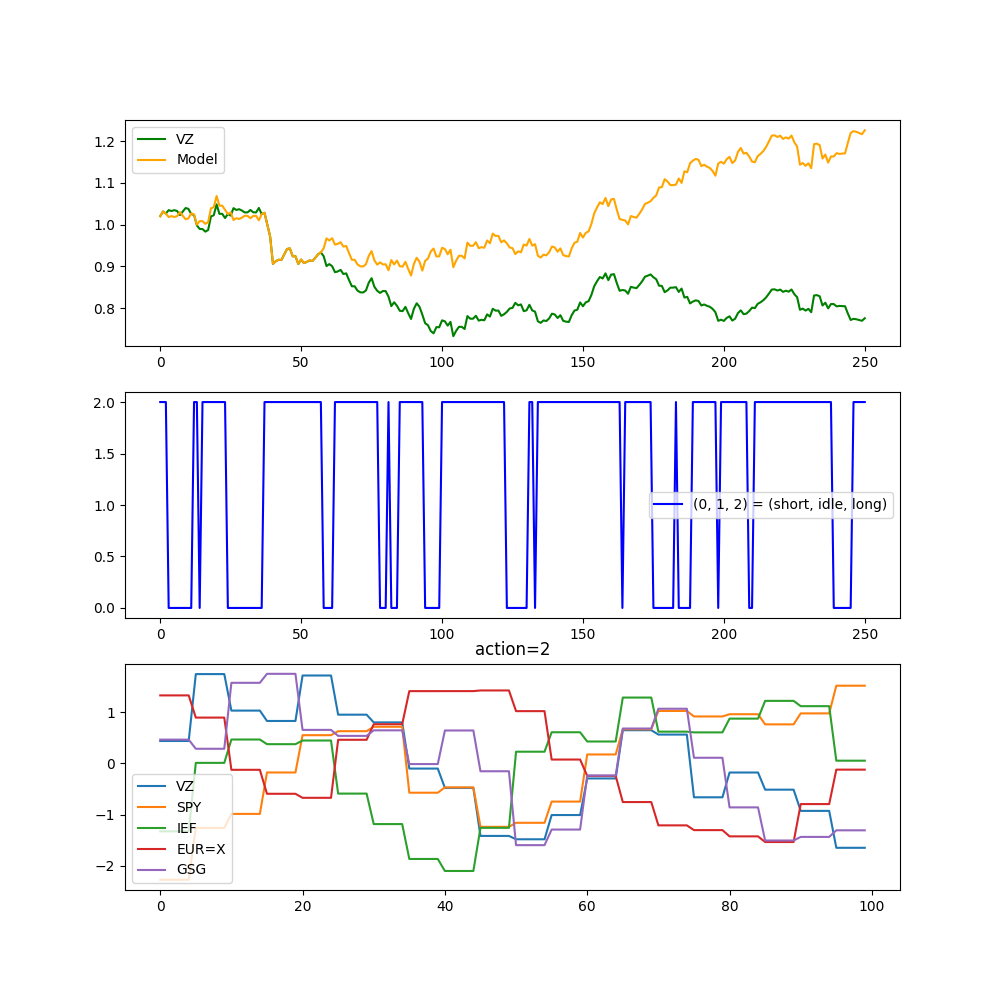 1.2
1.1
1.0
0.9
0.8
VZ
Model
0 50 100 150 200 250
2.0
1.5
1.0
0.5
0.0
(0, 1, 2) = (short, idle, long)
0 50 100 150 200 250
action=2
1
0
−1
−2
VZ
SPY
IEF
EUR=X
GSG
0 20 40 60 80 100